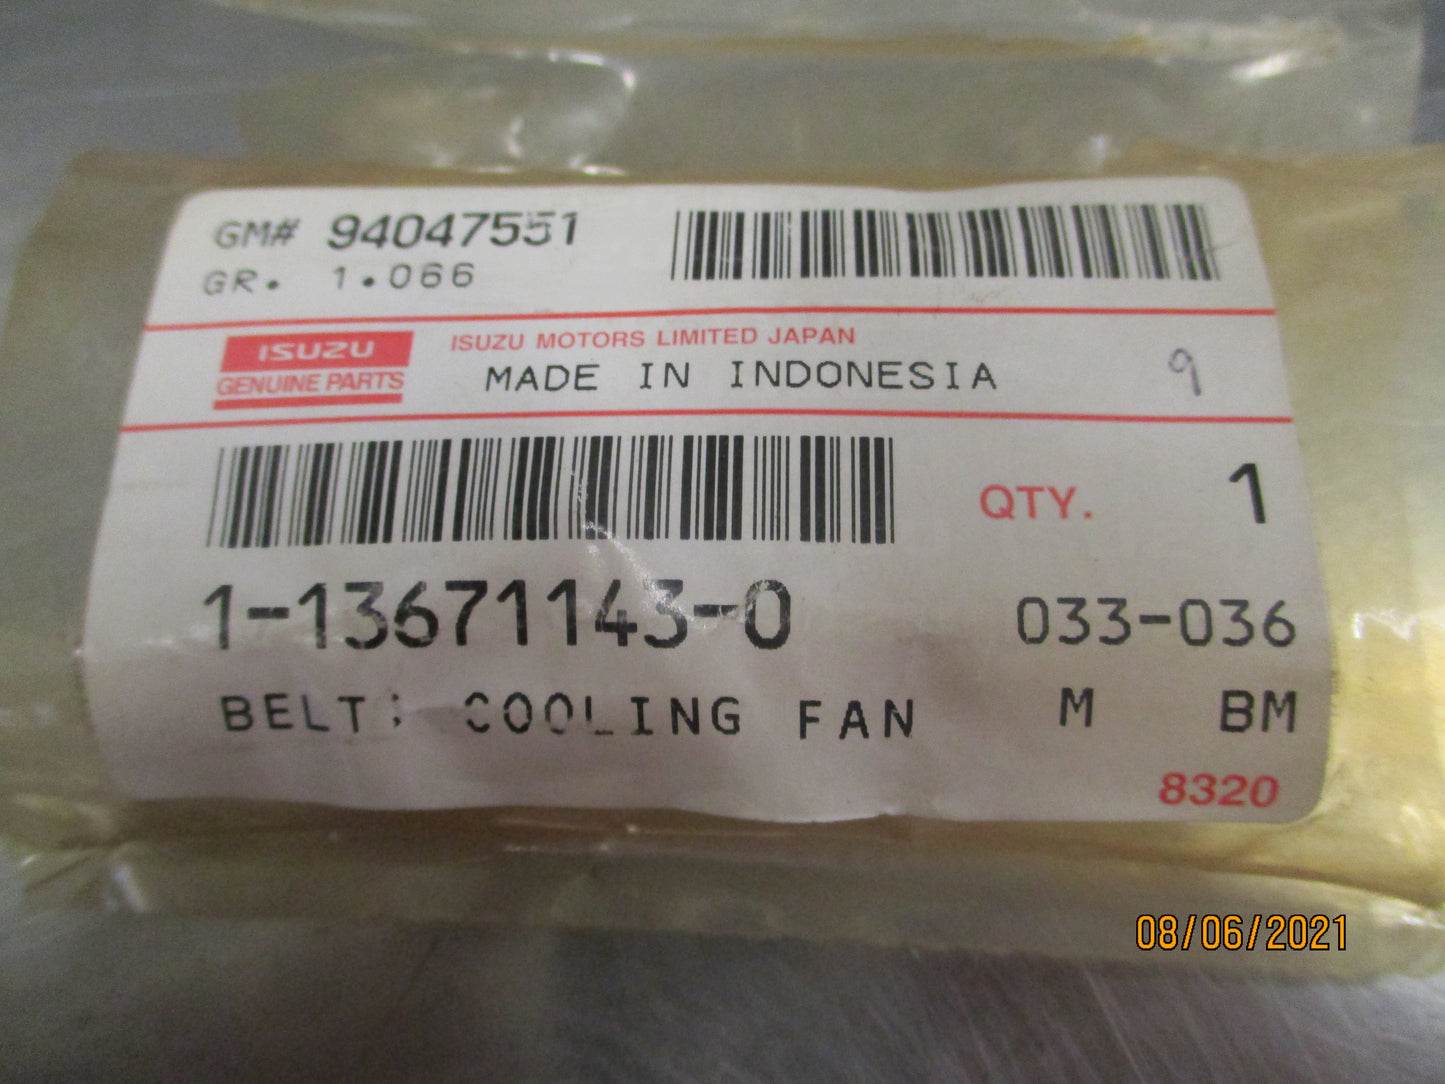 GM# 94047551
GR. 1.066
ISUZU
GENUINE PARTS
ISUZU MOTORS LIMITED JAPAN
MADE IN INDONESIA
9
QTY. 1
1-13671143-0
033-036
BELT; COOLING FAN
M BM
8320
08/06/2021